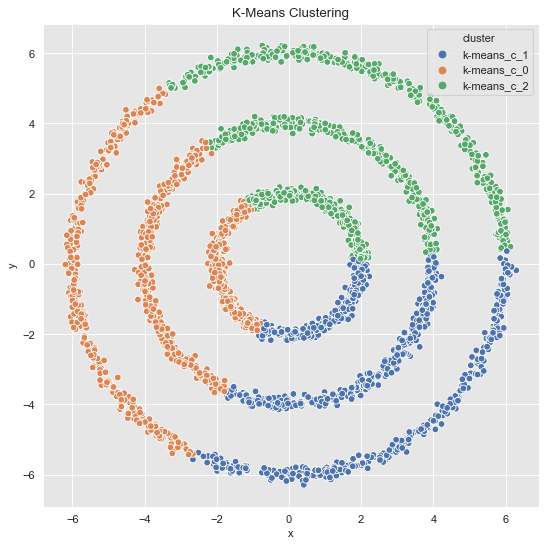 K-Means Clustering
cluster
k-means_c_1
k-means_c_0
k-means_c_2
6
4
2
0
−2
−4
−6
y
−6
−4
−2
0
2
4
6
x